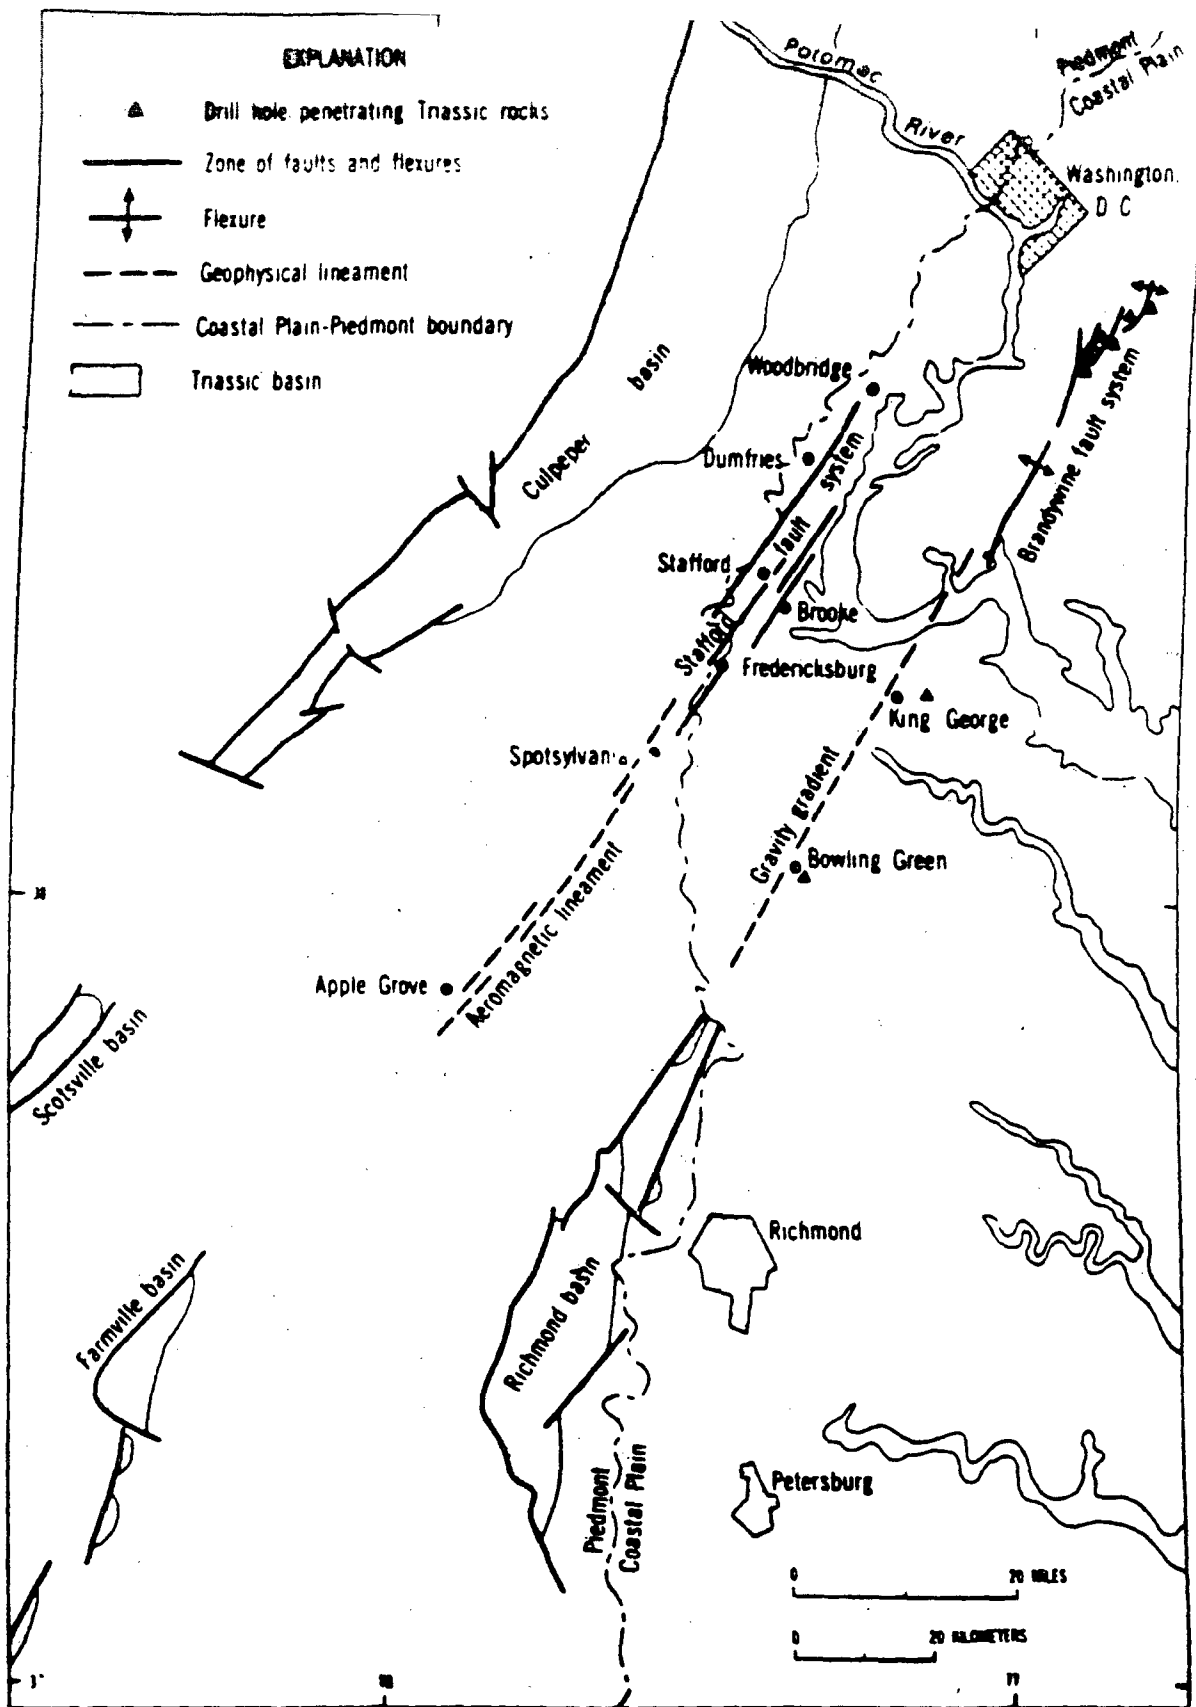 EXPLANATION
Drill hole penetrating Triassic rocks
Zone of faults and flexures
Flexure
Geophysical lineament
Coastal Plain-Piedmont boundary
Triassic basin
Potomac
River
Piedmont
Coastal Plain
Washington,
D C
Culpeper
basin
Woodbridge
Dumfries
Stafford
Stafford
fault
system
Brooke
Fredericksburg
Brandywine fault system
King George
Spotsylvania
Gravity gradient
Bowling Green
38
Aeromagnetic lineament
Apple Grove
Scotsville basin
Richmond
Farmville basin
Richmond basin
Piedmont
Coastal Plain
Petersburg
0
20 MILES
0
20 KILOMETERS
77